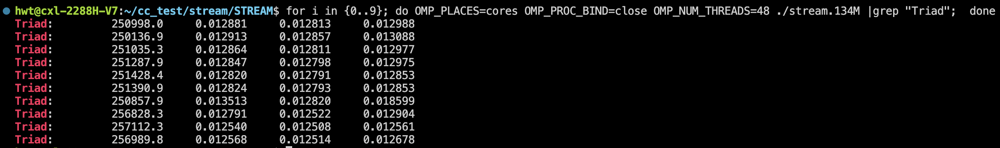 hwt@cxl-2288H-V7:~/cc_test/stream/STREAM$ for i in {0..9}; do OMP_PLACES=cores OMP_PROC_BIND=close OMP_NUM_THREADS=48 ./stream.134M |grep "Triad";  done
Triad:         250998.0     0.012881     0.012813     0.012988
Triad:         250136.9     0.012913     0.012857     0.013088
Triad:         251035.3     0.012864     0.012811     0.012977
Triad:         251287.9     0.012847     0.012798     0.012975
Triad:         251428.4     0.012820     0.012791     0.012853
Triad:         251390.9     0.012824     0.012793     0.012853
Triad:         250857.9     0.013513     0.012820     0.018599
Triad:         256828.3     0.012791     0.012522     0.012904
Triad:         257112.3     0.012540     0.012508     0.012561
Triad:         256989.8     0.012568     0.012514     0.012678